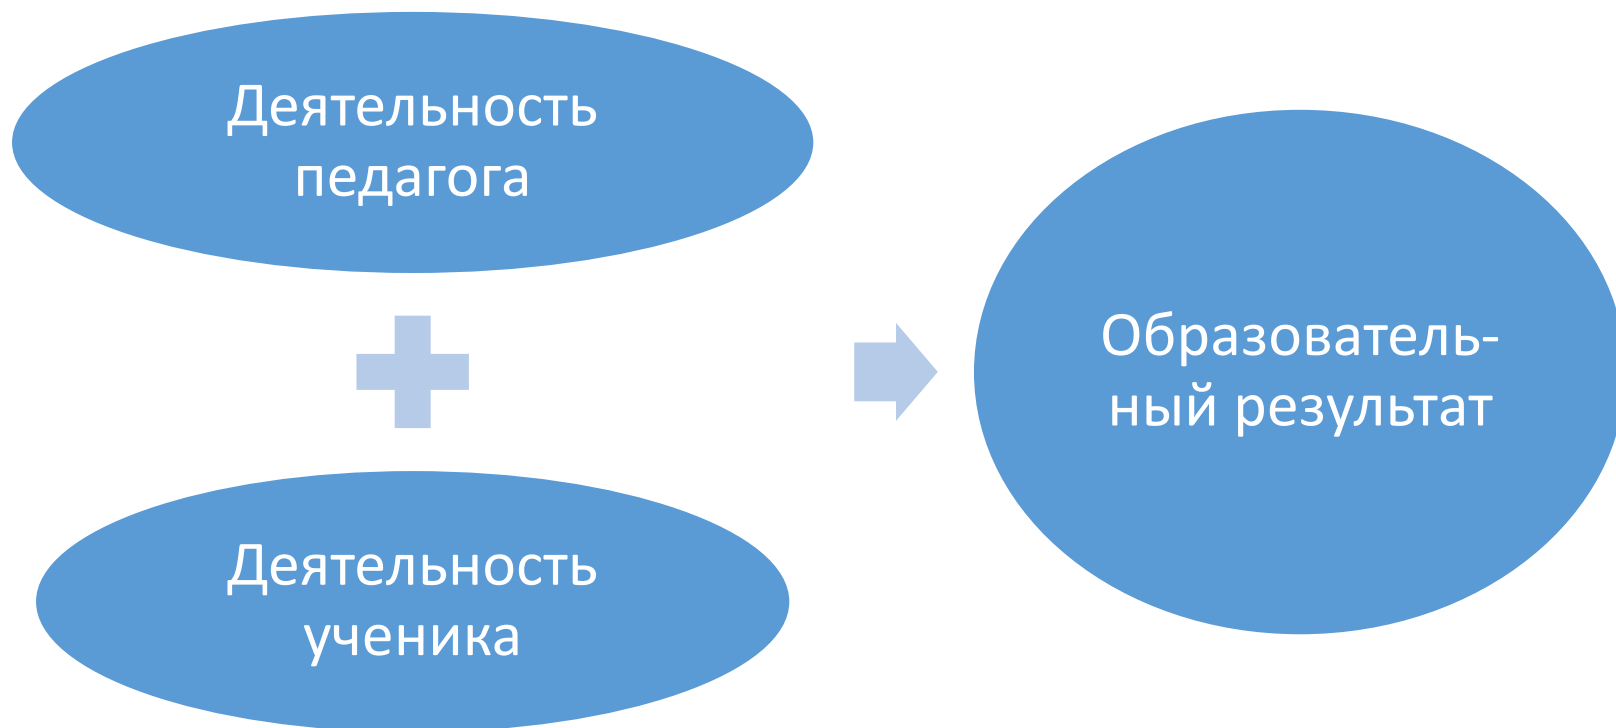 Деятельность
педагога
Деятельность
ученика
Образователь-
ный результат